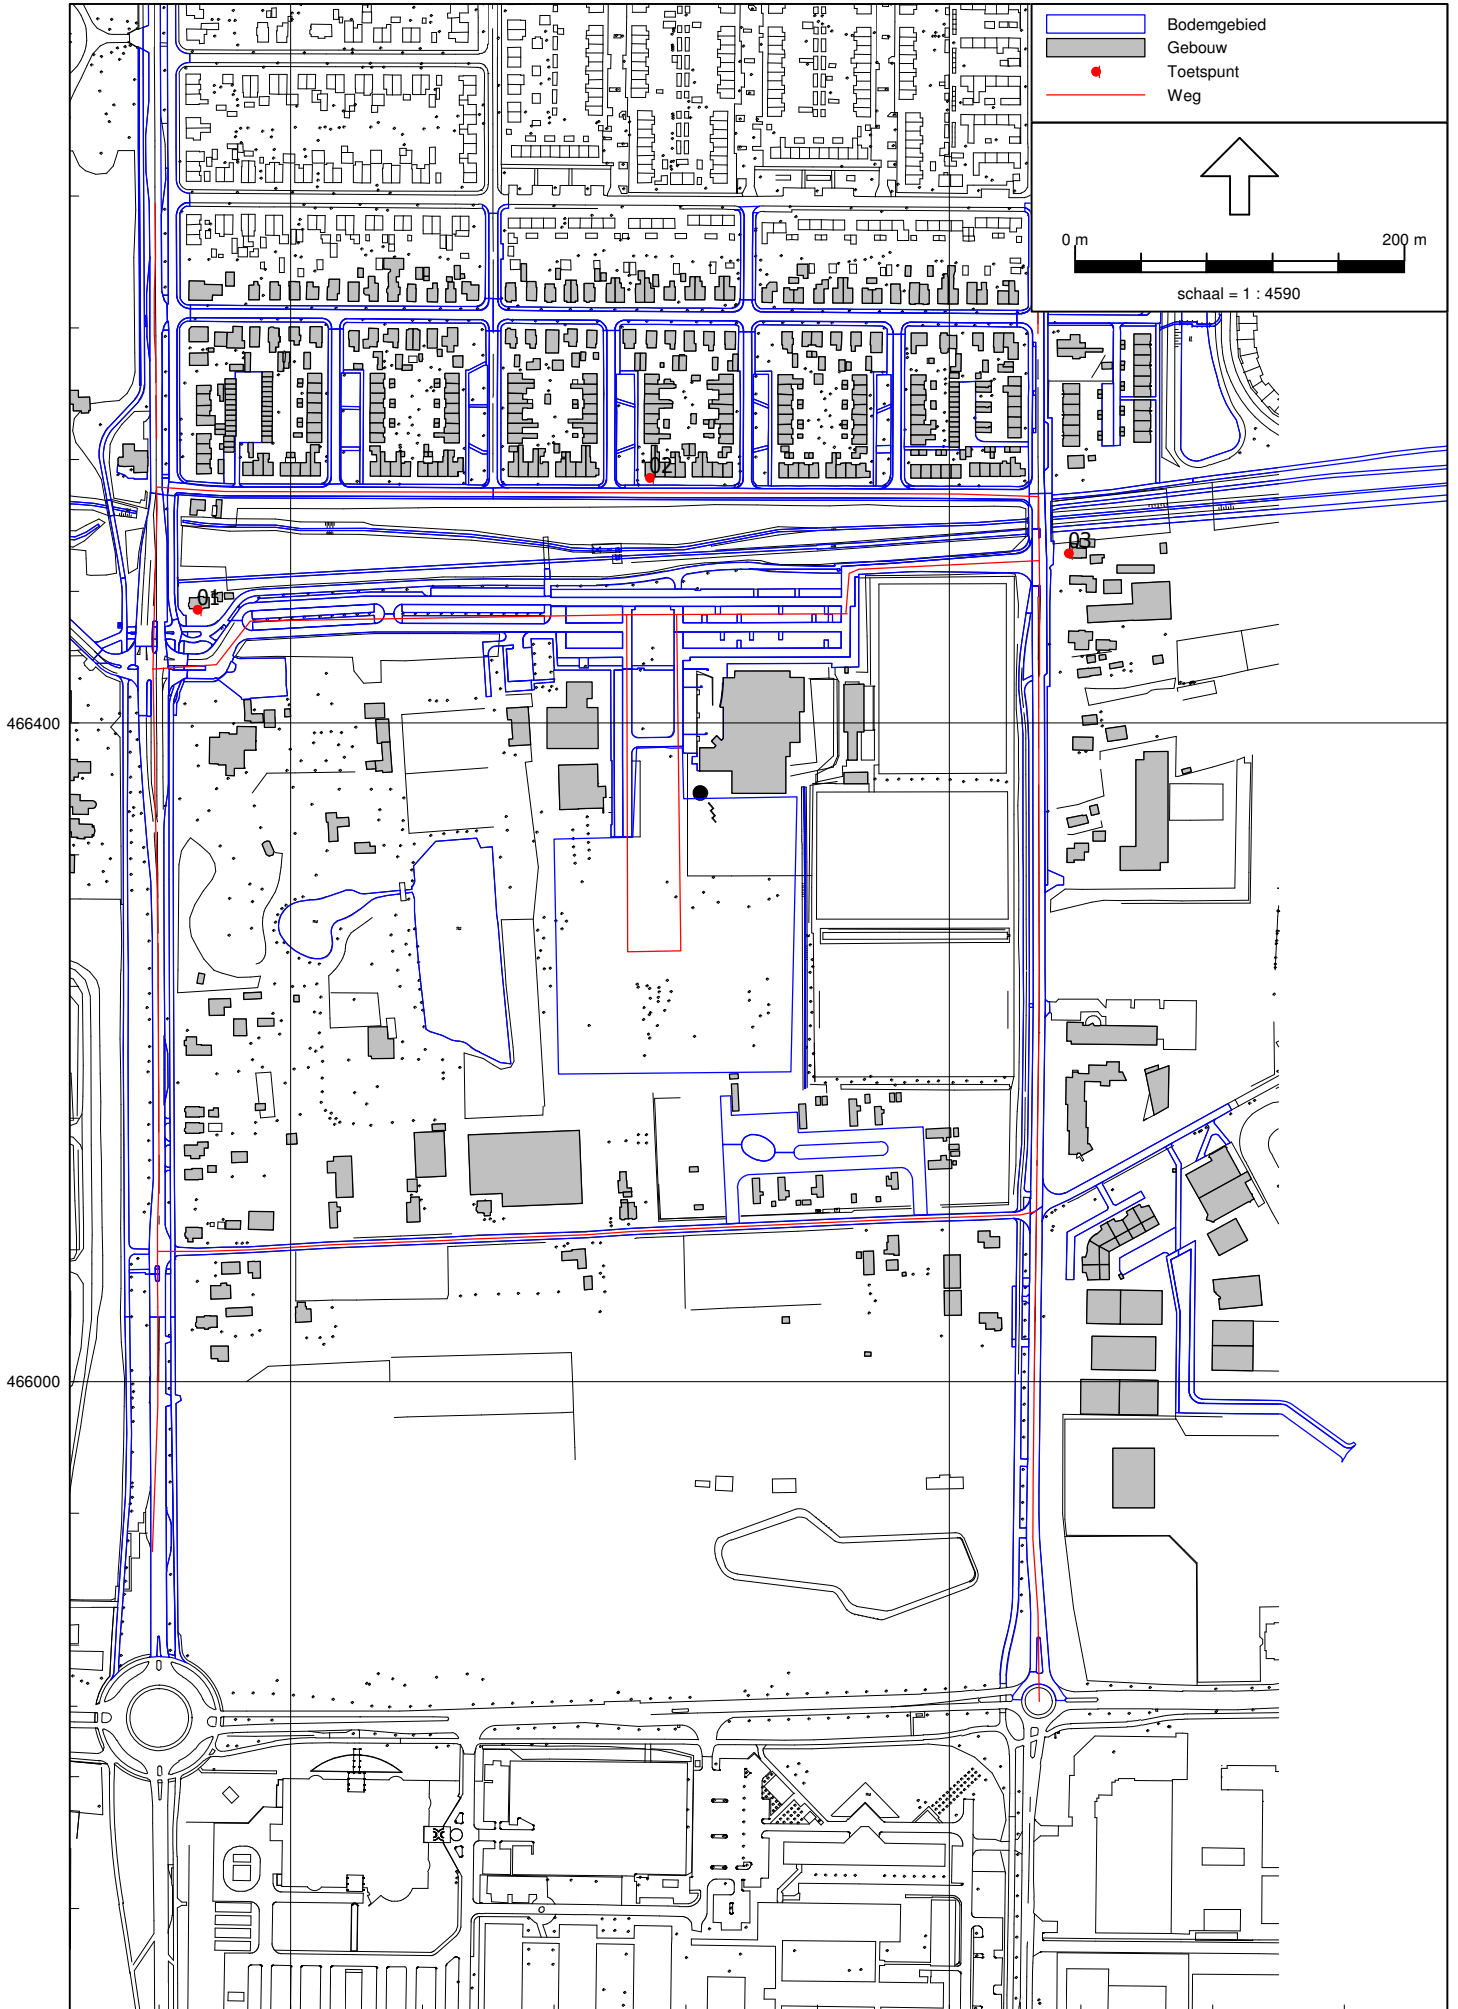 Bodemgebied
Gebouw
Toetspunt
Weg
0 m 200 m
schaal = 1 : 4590
02
03
01
466400
466000